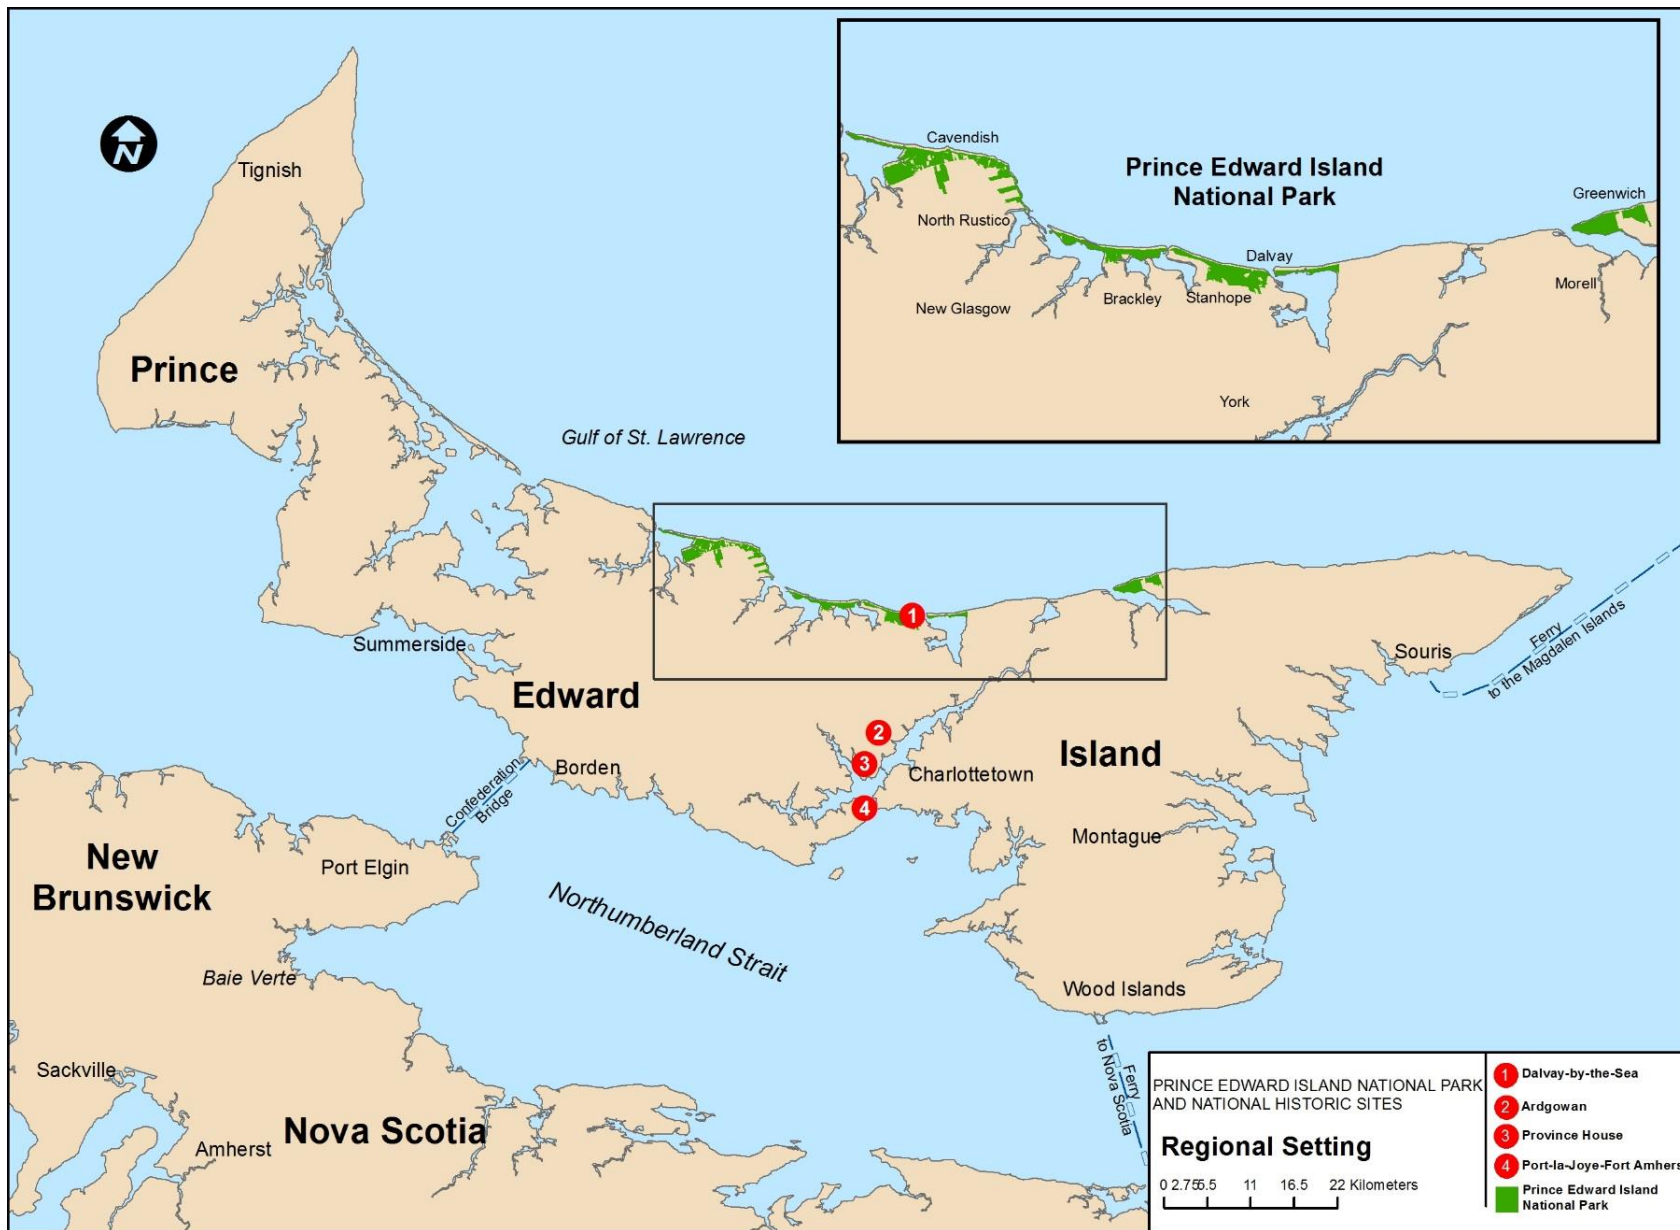 N
Tignish
Prince
Gulf of St. Lawrence
Cavendish
Prince Edward Island
National Park
Greenwich
North Rustico
Dalvay
New Glasgow
Brackley
Stanhope
Morell
York
1
Summerside
Edward
Souris
Ferry
to the Magdalen Islands
2
3
4
Charlottetown
Island
Confederation
Bridge
Borden
Montague
New
Brunswick
Port Elgin
Northumberland Strait
Baie Verte
Wood Islands
Ferry
to Nova Scotia
Sackville
Nova Scotia
Amherst
PRINCE EDWARD ISLAND NATIONAL PARK
AND NATIONAL HISTORIC SITES
Regional Setting
0 2.75 5.5 11 16.5 22 Kilometers
1 Dalvay-by-the-Sea
2 Ardgowan
3 Province House
4 Port-la-Joye-Fort Amhers
Prince Edward Island
National Park